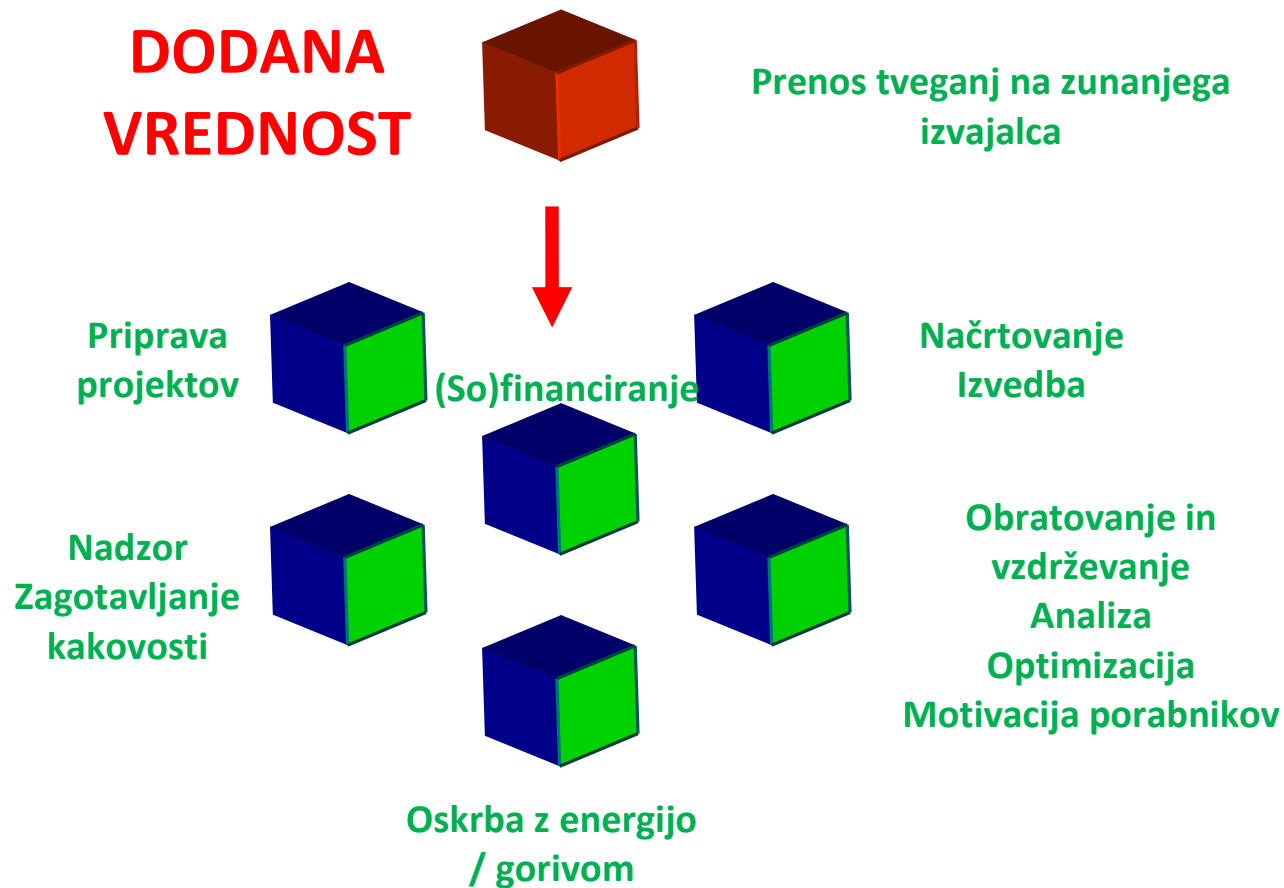 DODANA
VREDNOST
Prenos tveganj na zunanjega
izvajalca
Priprava
projektov
(So)financiranje
Načrtovanje
Izvedba
Nadzor
Zagotavljanje
kakovosti
Obratovanje in
vzdrževanje
Analiza
Optimizacija
Motivacija porabnikov
Oskrba z energijo
/ gorivom